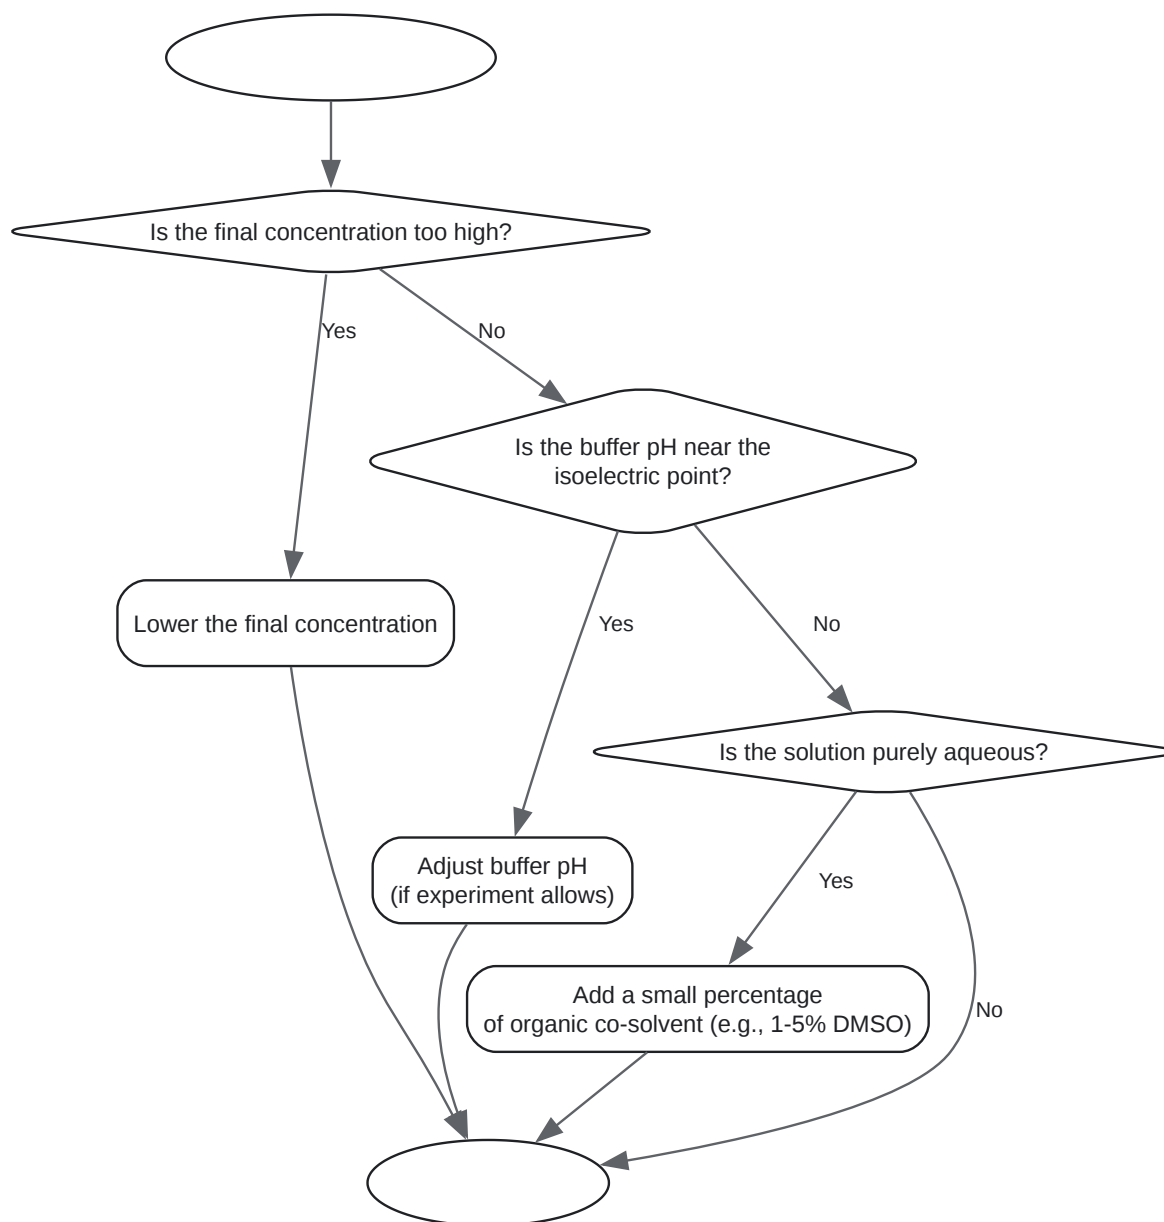 Is the final concentration too high?
Yes
No
Is the buffer pH near the
isoelectric point?
Lower the final concentration
Yes
No
Is the solution purely aqueous?
Adjust buffer pH
(if experiment allows)
Yes
Add a small percentage
of organic co-solvent (e.g., 1-5% DMSO)
No